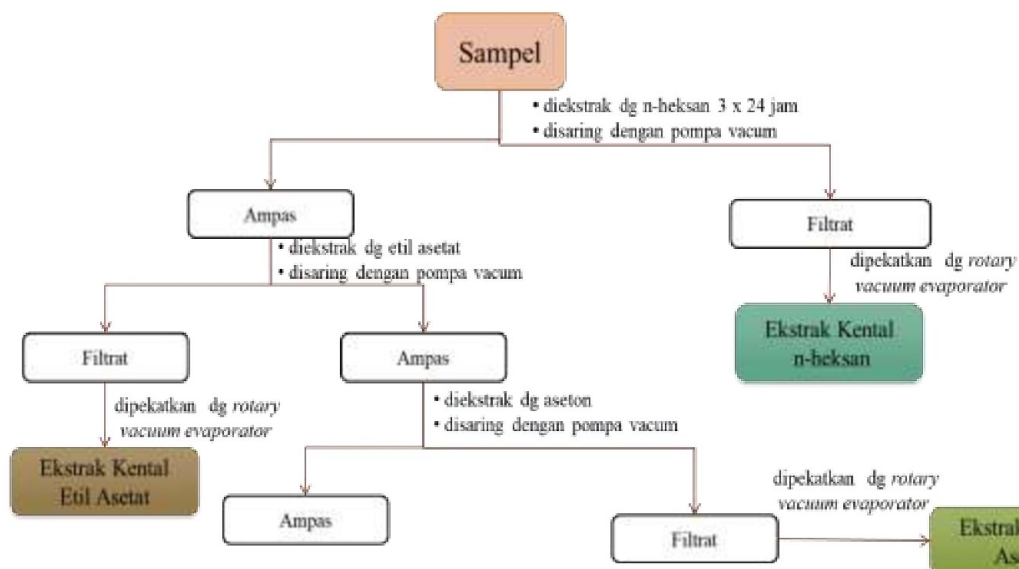 Sampel
• diekstrak dg n-heksan 3 x 24 jam
• disaring dengan pompa vacum
Ampas
Filtrat
• diekstrak dg etil asetat
• disaring dengan pompa vacum
dipekatkan dg rotary
vacuum evaporator
Ekstrak Kental
n-heksan
Filtrat
Ampas
dipekatkan dg rotary
vacuum evaporator
• diekstrak dg aseton
• disaring dengan pompa vacum
Ekstrak Kental
Etil Asetat
Ampas
Filtrat
dipekatkan dg rotary
vacuum evaporator
Ekstrak